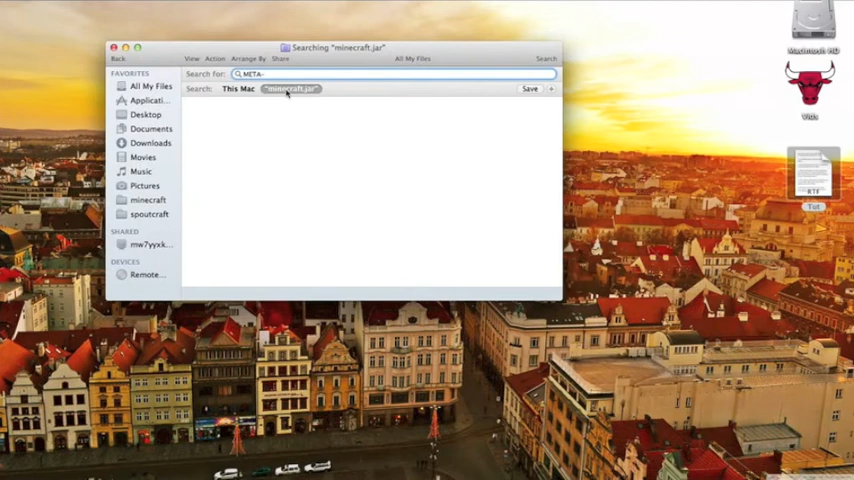 Searching "minecraft.jar"
Back View Action Arrange By Share All My Files Search
Search for: META-
Search: This Mac "minecraft.jar" Save
FAVORITES
All My Files
Applicati...
Desktop
Documents
Downloads
Movies
Music
Pictures
minecraft
spoutcraft
SHARED
mw7yyxk...
DEVICES
Remote...
Macintosh HD
Vids
RTF
Tut